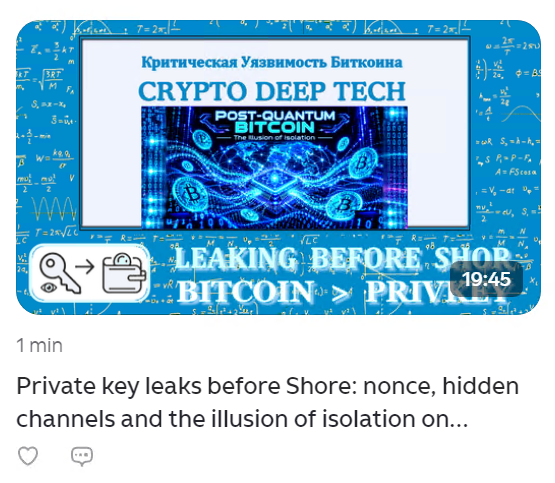 Критическая Уязвимость Биткоина
CRYPTO DEEP TECH
POST-QUANTUM
BITCOIN
The Illusion of Isolation
LEAKING BEFORE SHOR
BITCOIN > PRIVKEY
19:45
1 min
Private key leaks before Shore: nonce, hidden
channels and the illusion of isolation on...